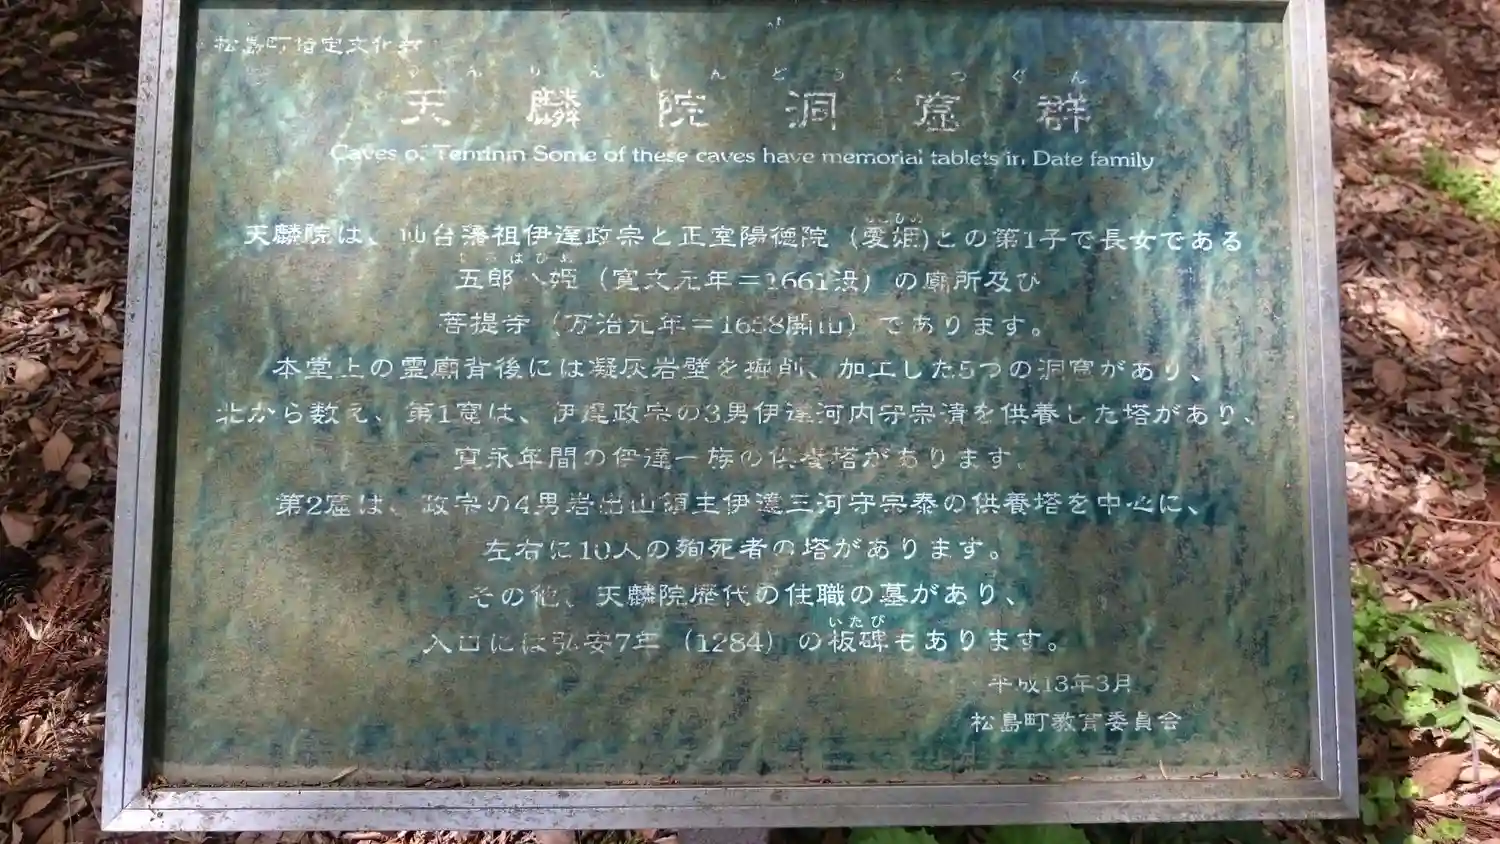 松島町指定文化財
てんりんいんどうくつぐん
天麟院洞窟群
Caves of Tenrinin Some of these caves have memorial tablets in Date family
天麟院は、仙台藩祖伊達政宗と正室陽徳院(愛姫)との第1子で長女である
五郎八姫(寛文元年=1661没)の廟所及び
菩提寺(万治元年=1658開山)であります。
本堂上の霊廟背後には凝灰岩壁を掘削、加工した5つの洞窟があり、
北から数え、第1窟は、伊達政宗の3男伊達河内守宗清を供養した塔があり、
寶永年間の伊達一族の供養塔があります。
第2窟は、政宗の4男岩出山領主伊達三河守宗泰の供養塔を中心に、
左右に10人の殉死者の塔があります。
その他、天麟院歴代の住職の墓があり、
いたび
入口には弘安7年(1284)の板碑もあります。
平成13年3月
松島町教育委員会